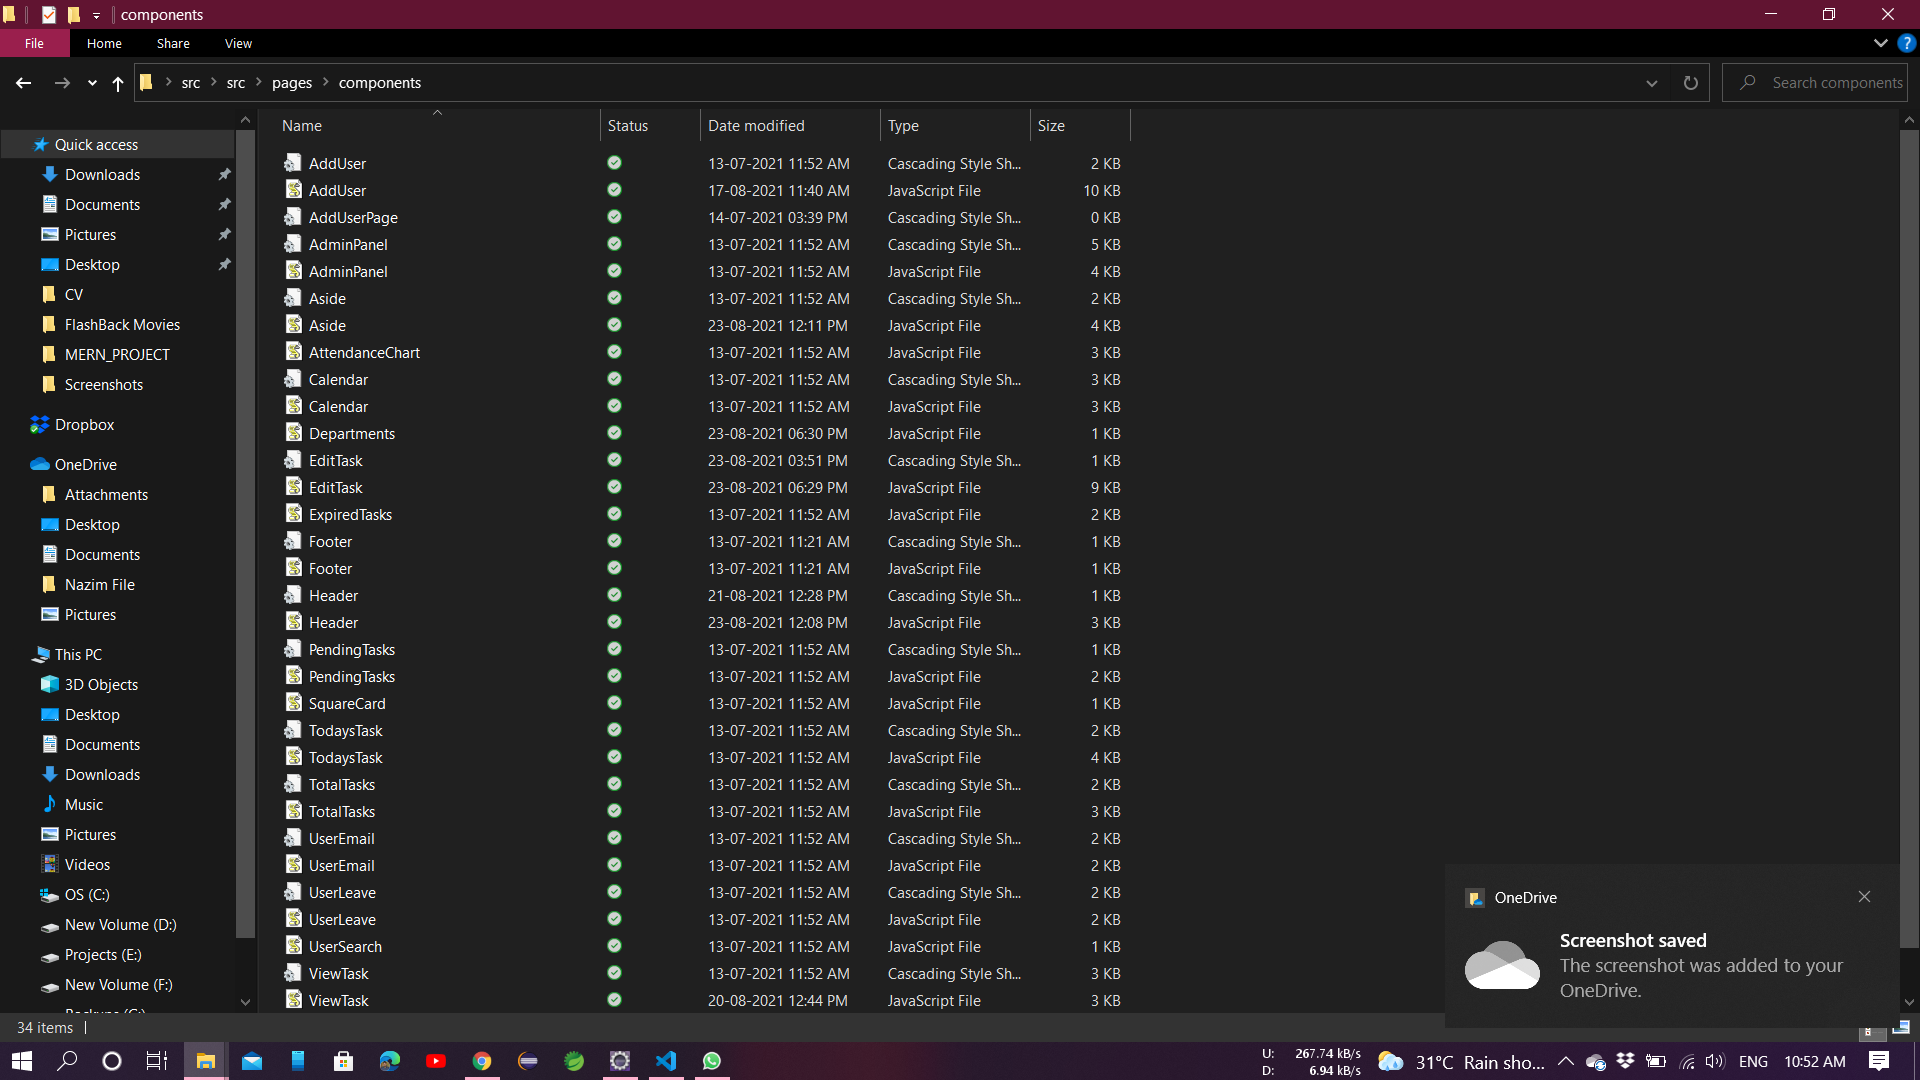 components
File Home Share View
src src pages components Search components
Name Status Date modified Type Size
Quick access
Downloads
Documents
Pictures
Desktop
CV
FlashBack Movies
MERN_PROJECT
Screenshots
Dropbox
OneDrive
Attachments
Desktop
Documents
Nazim File
Pictures
This PC
3D Objects
Desktop
Documents
Downloads
Music
Pictures
Videos
OS (C:)
New Volume (D:)
Projects (E:)
New Volume (F:)
AddUser 13-07-2021 11:52 AM Cascading Style Sh... 2 KB
AddUser 17-08-2021 11:40 AM JavaScript File 10 KB
AddUserPage 14-07-2021 03:39 PM Cascading Style Sh... 0 KB
AdminPanel 13-07-2021 11:52 AM Cascading Style Sh... 5 KB
AdminPanel 13-07-2021 11:52 AM JavaScript File 4 KB
Aside 13-07-2021 11:52 AM Cascading Style Sh... 2 KB
Aside 23-08-2021 12:11 PM JavaScript File 4 KB
AttendanceChart 13-07-2021 11:52 AM JavaScript File 3 KB
Calendar 13-07-2021 11:52 AM Cascading Style Sh... 3 KB
Calendar 13-07-2021 11:52 AM JavaScript File 3 KB
Departments 23-08-2021 06:30 PM JavaScript File 1 KB
EditTask 23-08-2021 03:51 PM Cascading Style Sh... 1 KB
EditTask 23-08-2021 06:29 PM JavaScript File 9 KB
ExpiredTasks 13-07-2021 11:52 AM JavaScript File 2 KB
Footer 13-07-2021 11:21 AM Cascading Style Sh... 1 KB
Footer 13-07-2021 11:21 AM JavaScript File 1 KB
Header 21-08-2021 12:28 PM Cascading Style Sh... 1 KB
Header 23-08-2021 12:08 PM JavaScript File 3 KB
PendingTasks 13-07-2021 11:52 AM Cascading Style Sh... 1 KB
PendingTasks 13-07-2021 11:52 AM JavaScript File 2 KB
SquareCard 13-07-2021 11:52 AM JavaScript File 1 KB
TodaysTask 13-07-2021 11:52 AM Cascading Style Sh... 2 KB
TodaysTask 13-07-2021 11:52 AM JavaScript File 4 KB
TotalTasks 13-07-2021 11:52 AM Cascading Style Sh... 2 KB
TotalTasks 13-07-2021 11:52 AM JavaScript File 3 KB
UserEmail 13-07-2021 11:52 AM Cascading Style Sh... 2 KB
UserEmail 13-07-2021 11:52 AM JavaScript File 2 KB
UserLeave 13-07-2021 11:52 AM Cascading Style Sh... 2 KB
UserLeave 13-07-2021 11:52 AM JavaScript File 2 KB
UserSearch 13-07-2021 11:52 AM JavaScript File 1 KB
ViewTask 13-07-2021 11:52 AM Cascading Style Sh... 3 KB
ViewTask 20-08-2021 12:44 PM JavaScript File 3 KB
OneDrive
Screenshot saved
The screenshot was added to your
OneDrive.
34 items
U: 267.74 kB/s
D: 6.94 kB/s
31°C Rain sho... ENG 10:52 AM